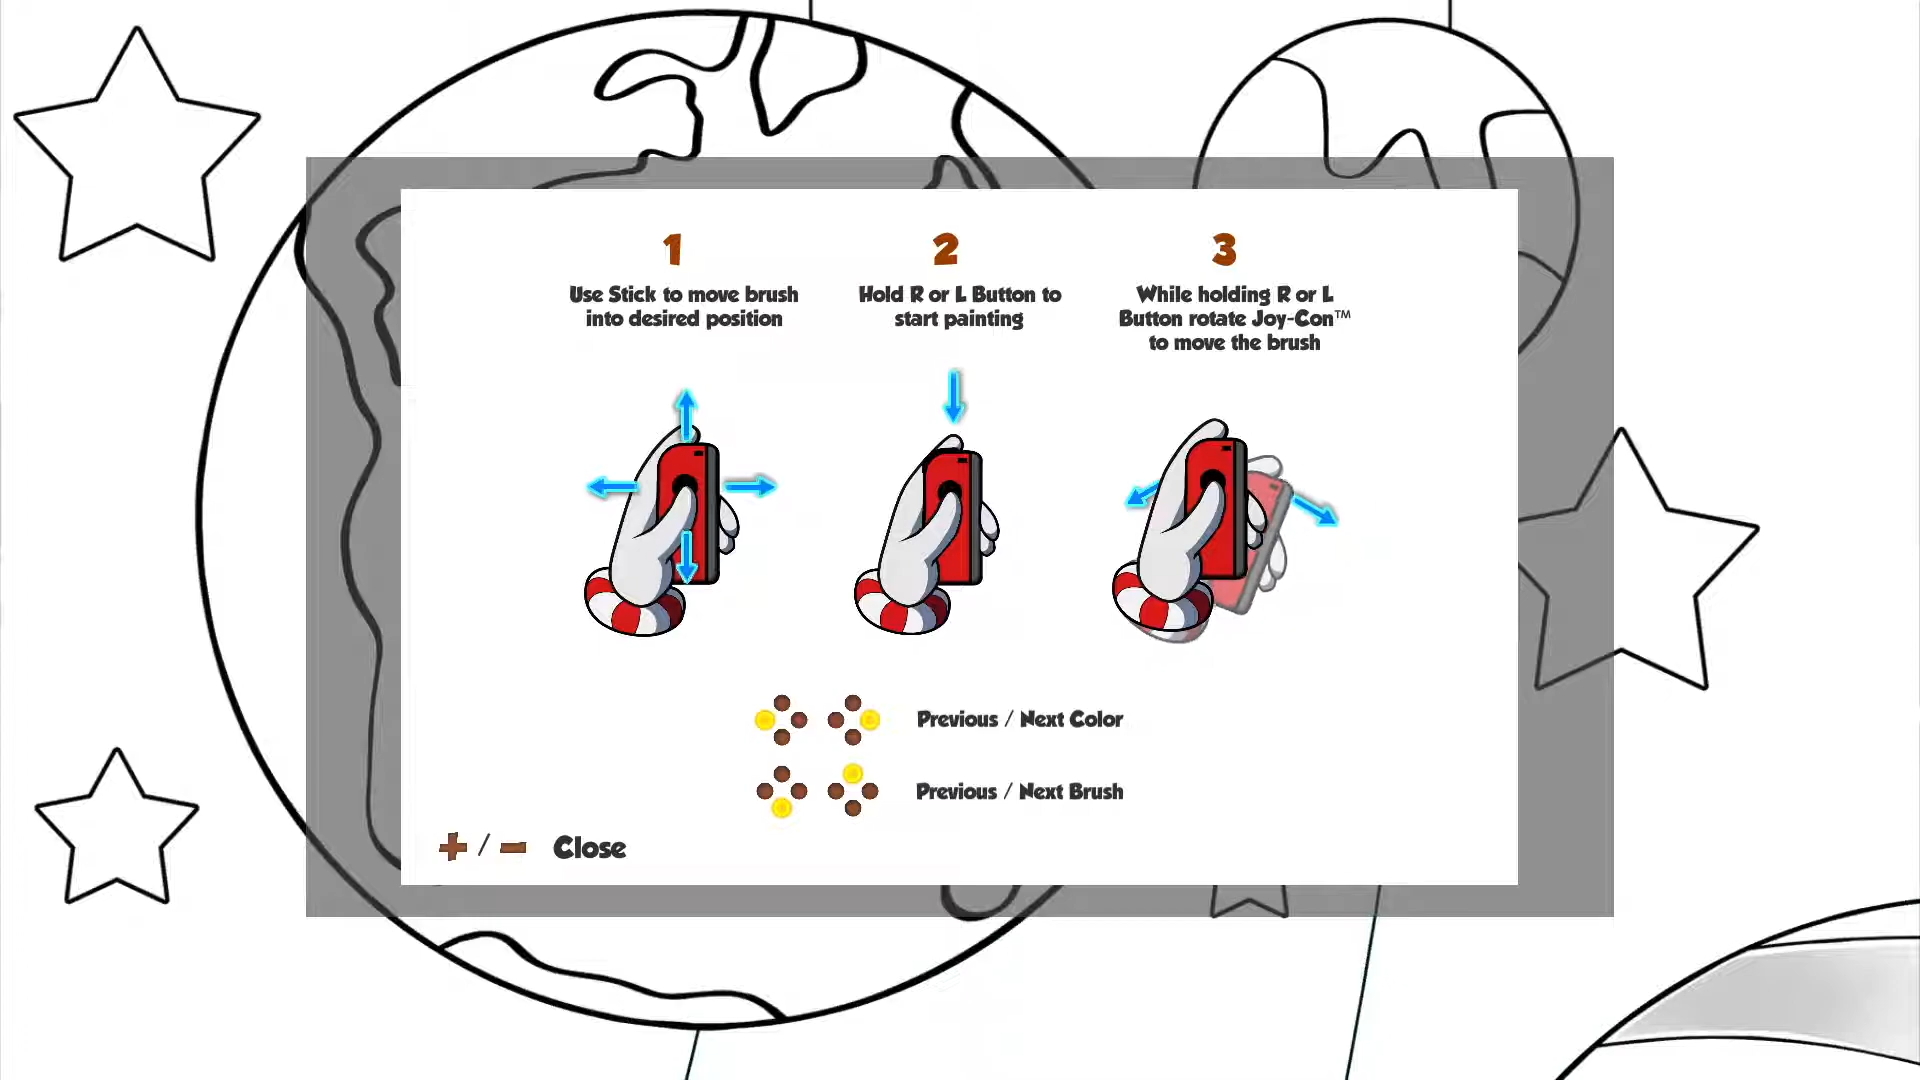 1
Use Stick to move brush
into desired position
2
Hold R or L Button to
start painting
3
While holding R or L
Button rotate Joy-Con™
to move the brush
Previous / Next Color
Previous / Next Brush
+ / - Close